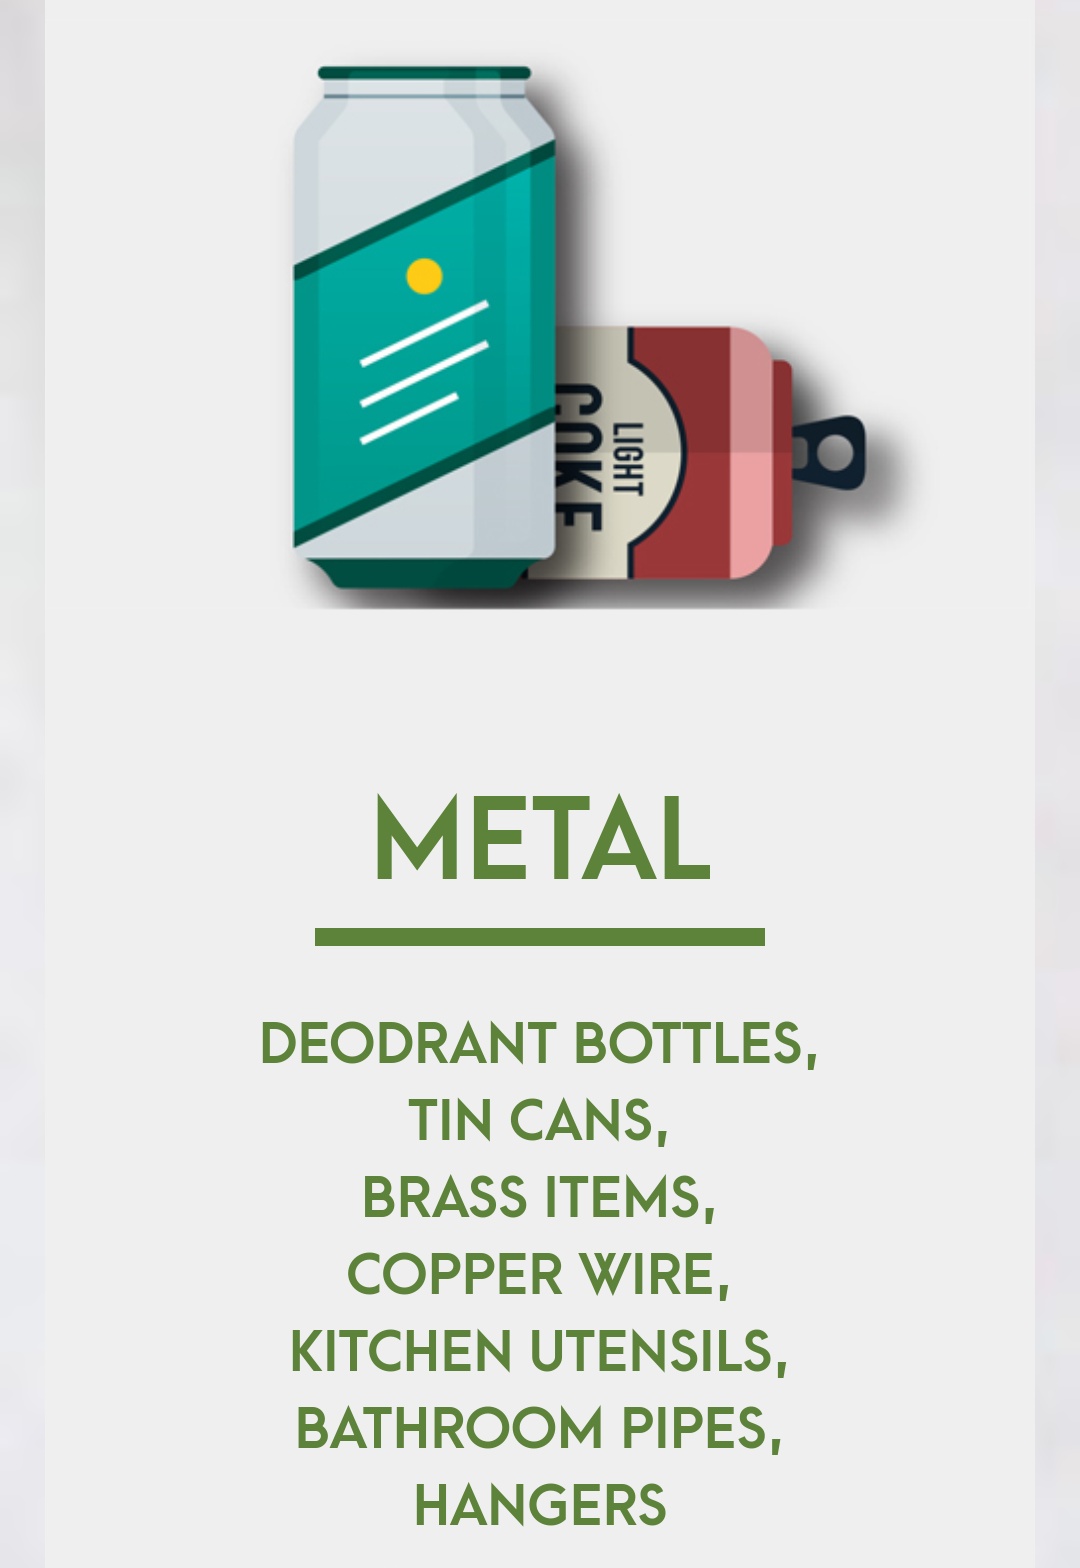 LIGHT
COKE
METAL
DEODRANT BOTTLES,
TIN CANS,
BRASS ITEMS,
COPPER WIRE,
KITCHEN UTENSILS,
BATHROOM PIPES,
HANGERS